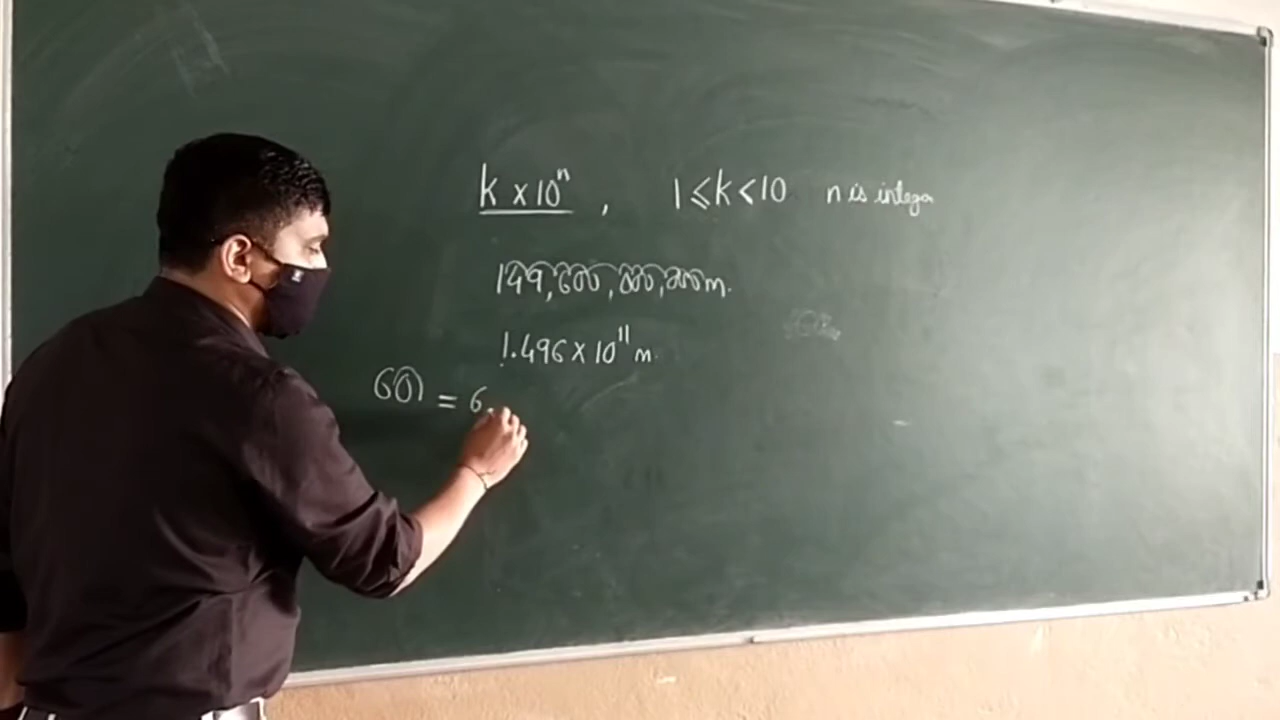 k × 10ⁿ , 1 ⩽ k < 10 n is integer
149,600,000,000 m.
1.496 × 10¹¹ m.
601 = 6.